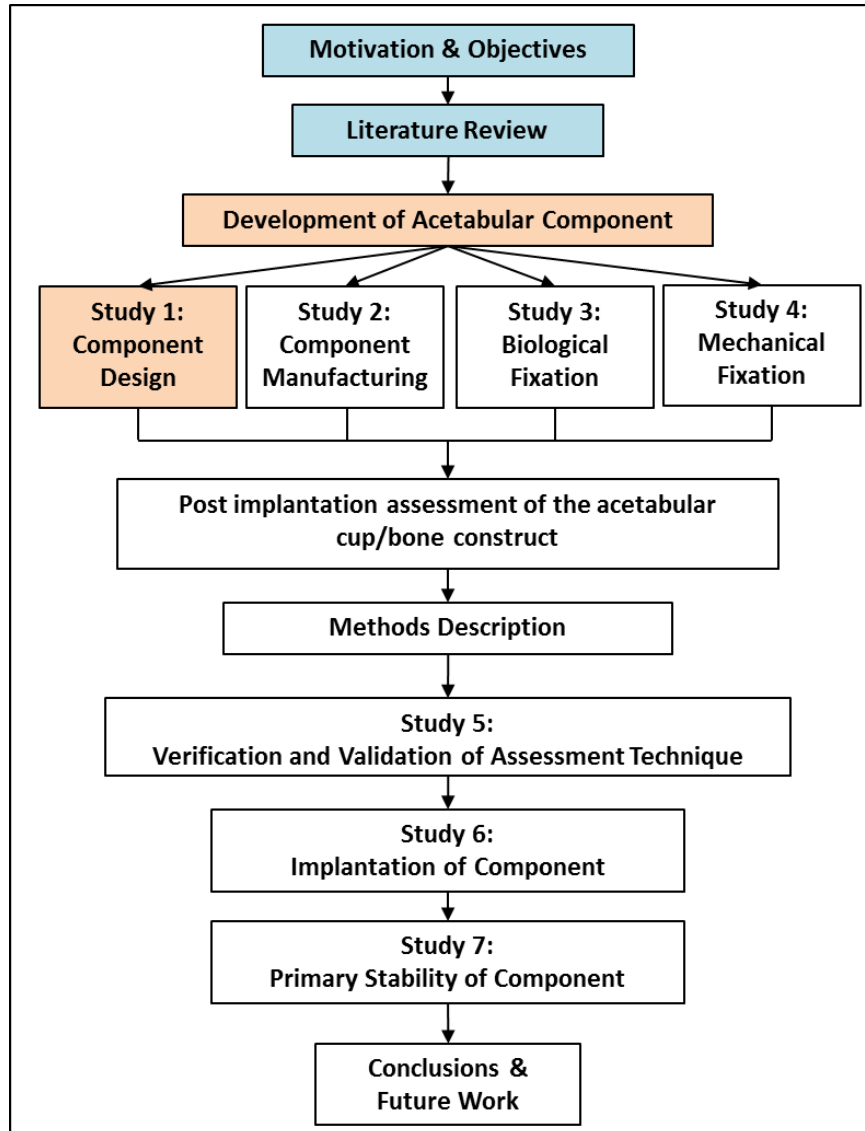 Motivation & Objectives
Literature Review
Development of Acetabular Component
Study 1:
Component
Design
Study 2:
Component
Manufacturing
Study 3:
Biological
Fixation
Study 4:
Mechanical
Fixation
Post implantation assessment of the acetabular
cup/bone construct
Methods Description
Study 5:
Verification and Validation of Assessment Technique
Study 6:
Implantation of Component
Study 7:
Primary Stability of Component
Conclusions &
Future Work